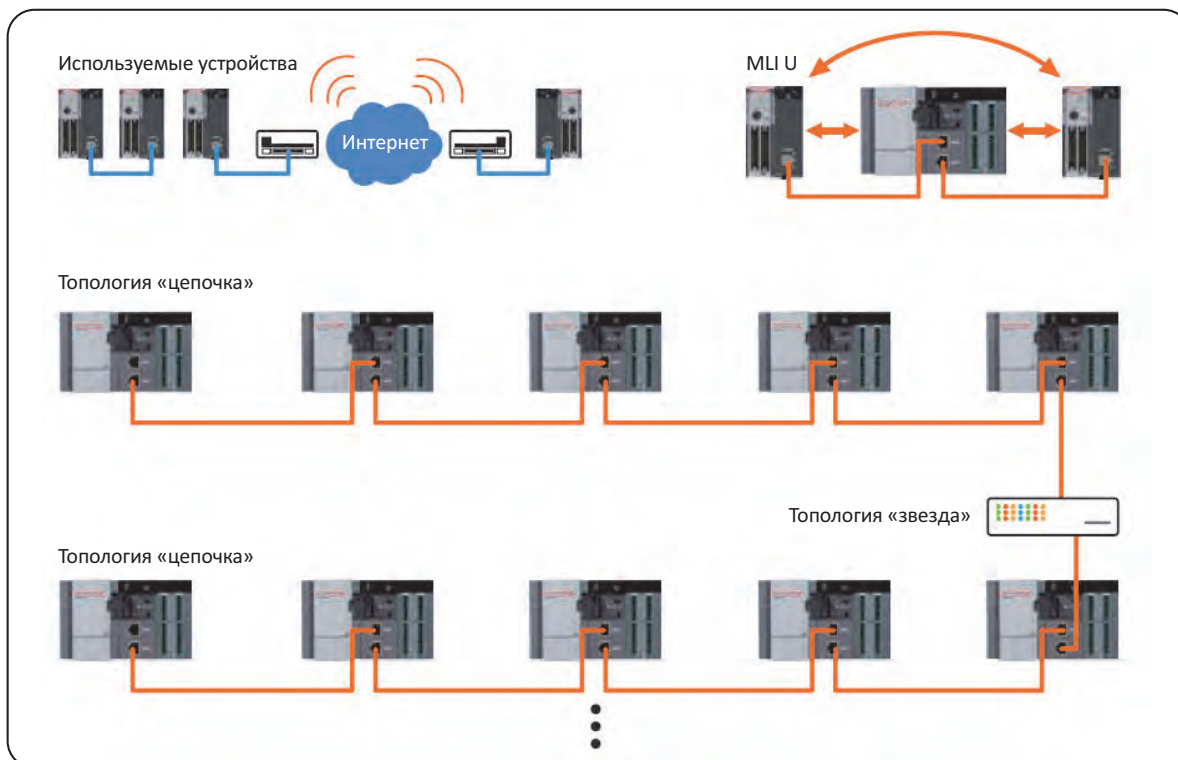 Используемые устройства
MLI U
Интернет
Топология «цепочка»
Топология «звезда»
Топология «цепочка»